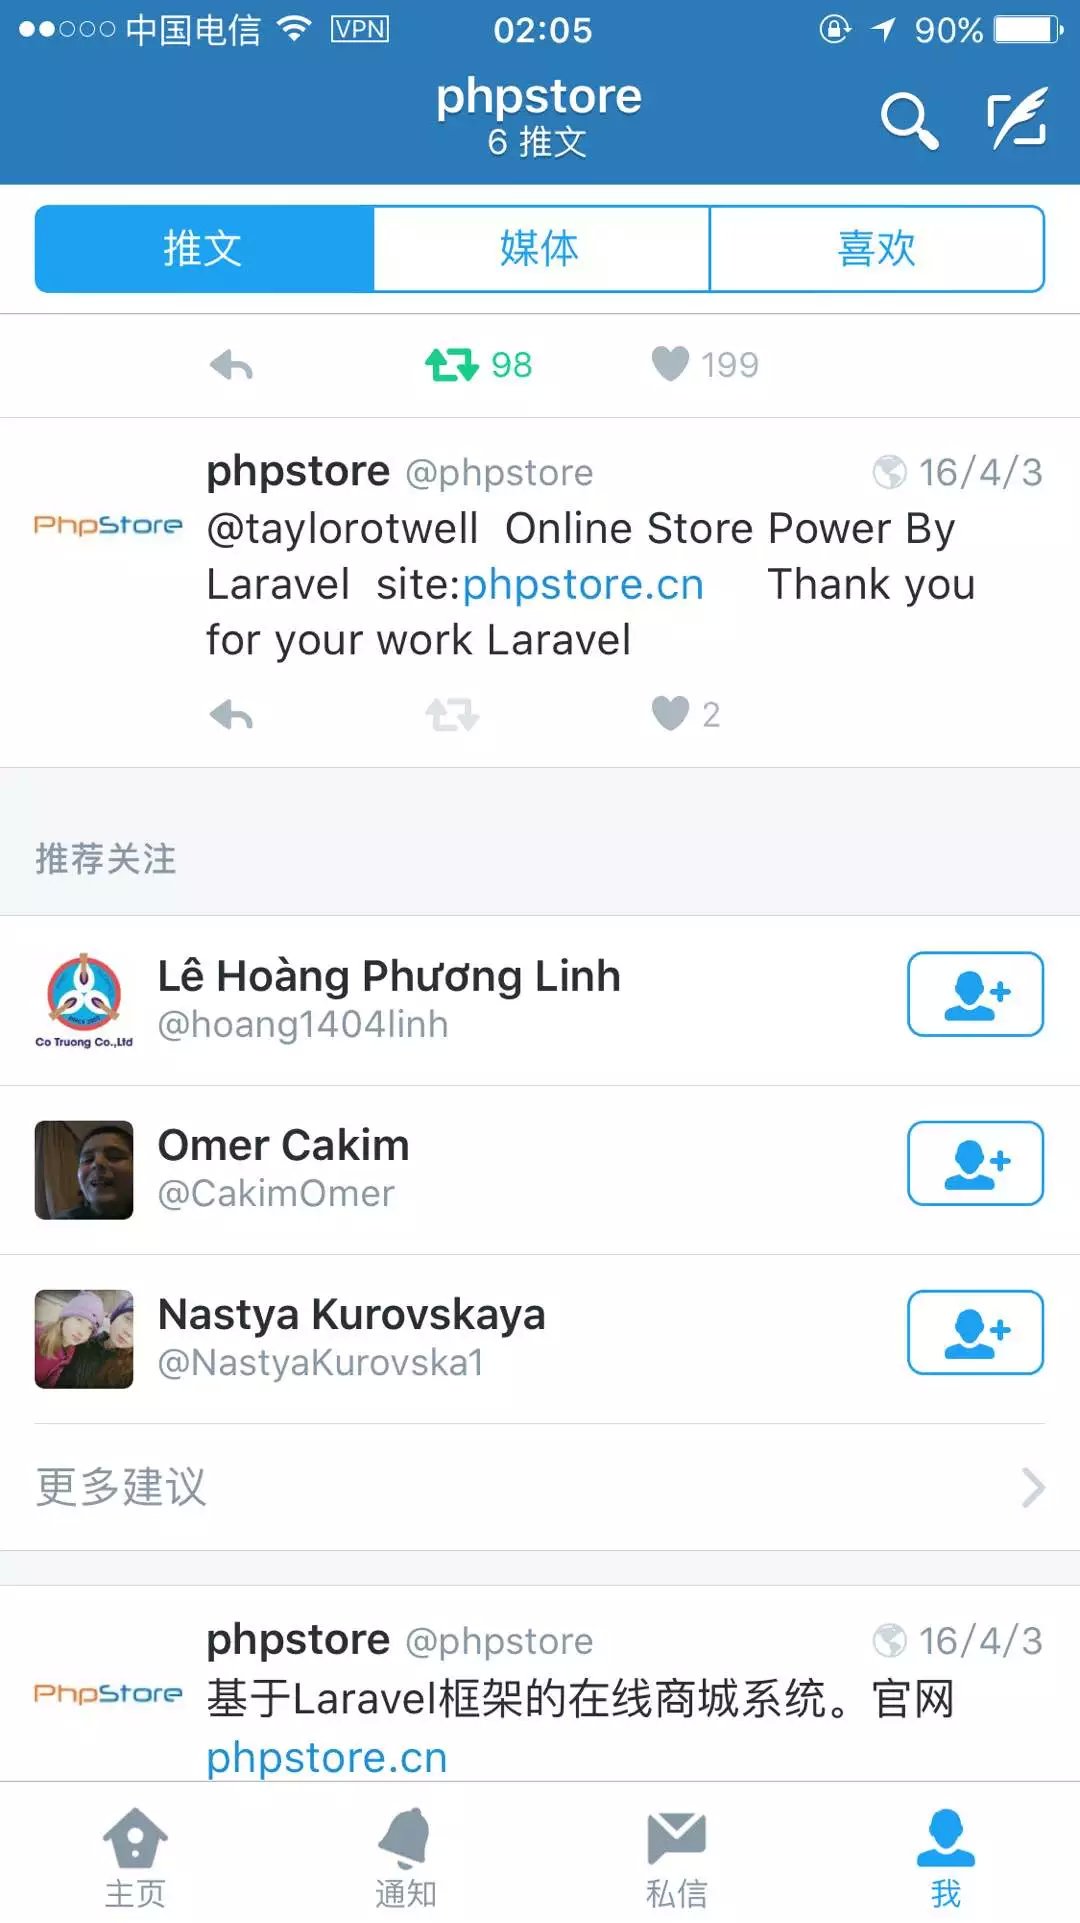 中国电信 VPN 02:05 90%
phpstore
6 推文
推文 媒体 喜欢
98 199
phpstore @phpstore 16/4/3
PhpStore
@taylorotwell Online Store Power By
Laravel site:phpstore.cn Thank you
for your work Laravel
2
推荐关注
Lê Hoàng Phương Linh
@hoang1404linh
Co Truong Co.,Ltd
Omer Cakim
@CakimOmer
Nastya Kurovskaya
@NastyaKurovska1
更多建议
phpstore @phpstore 16/4/3
PhpStore
基于Laravel框架的在线商城系统。官网
phpstore.cn
主页 通知 私信 我